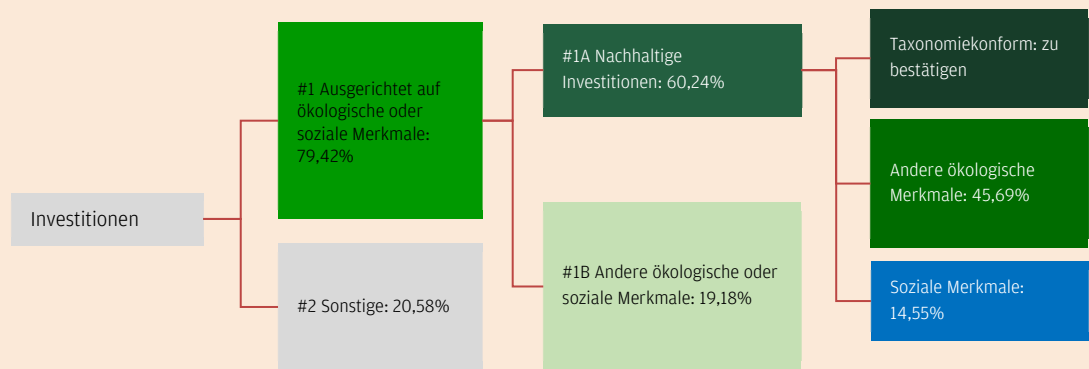 Investitionen
#1 Ausgerichtet auf
ökologische oder
soziale Merkmale:
79,42%
#2 Sonstige: 20,58%
#1A Nachhaltige
Investitionen: 60,24%
#1B Andere ökologische oder
soziale Merkmale: 19,18%
Taxonomiekonform: zu
bestätigen
Andere ökologische
Merkmale: 45,69%
Soziale Merkmale:
14,55%